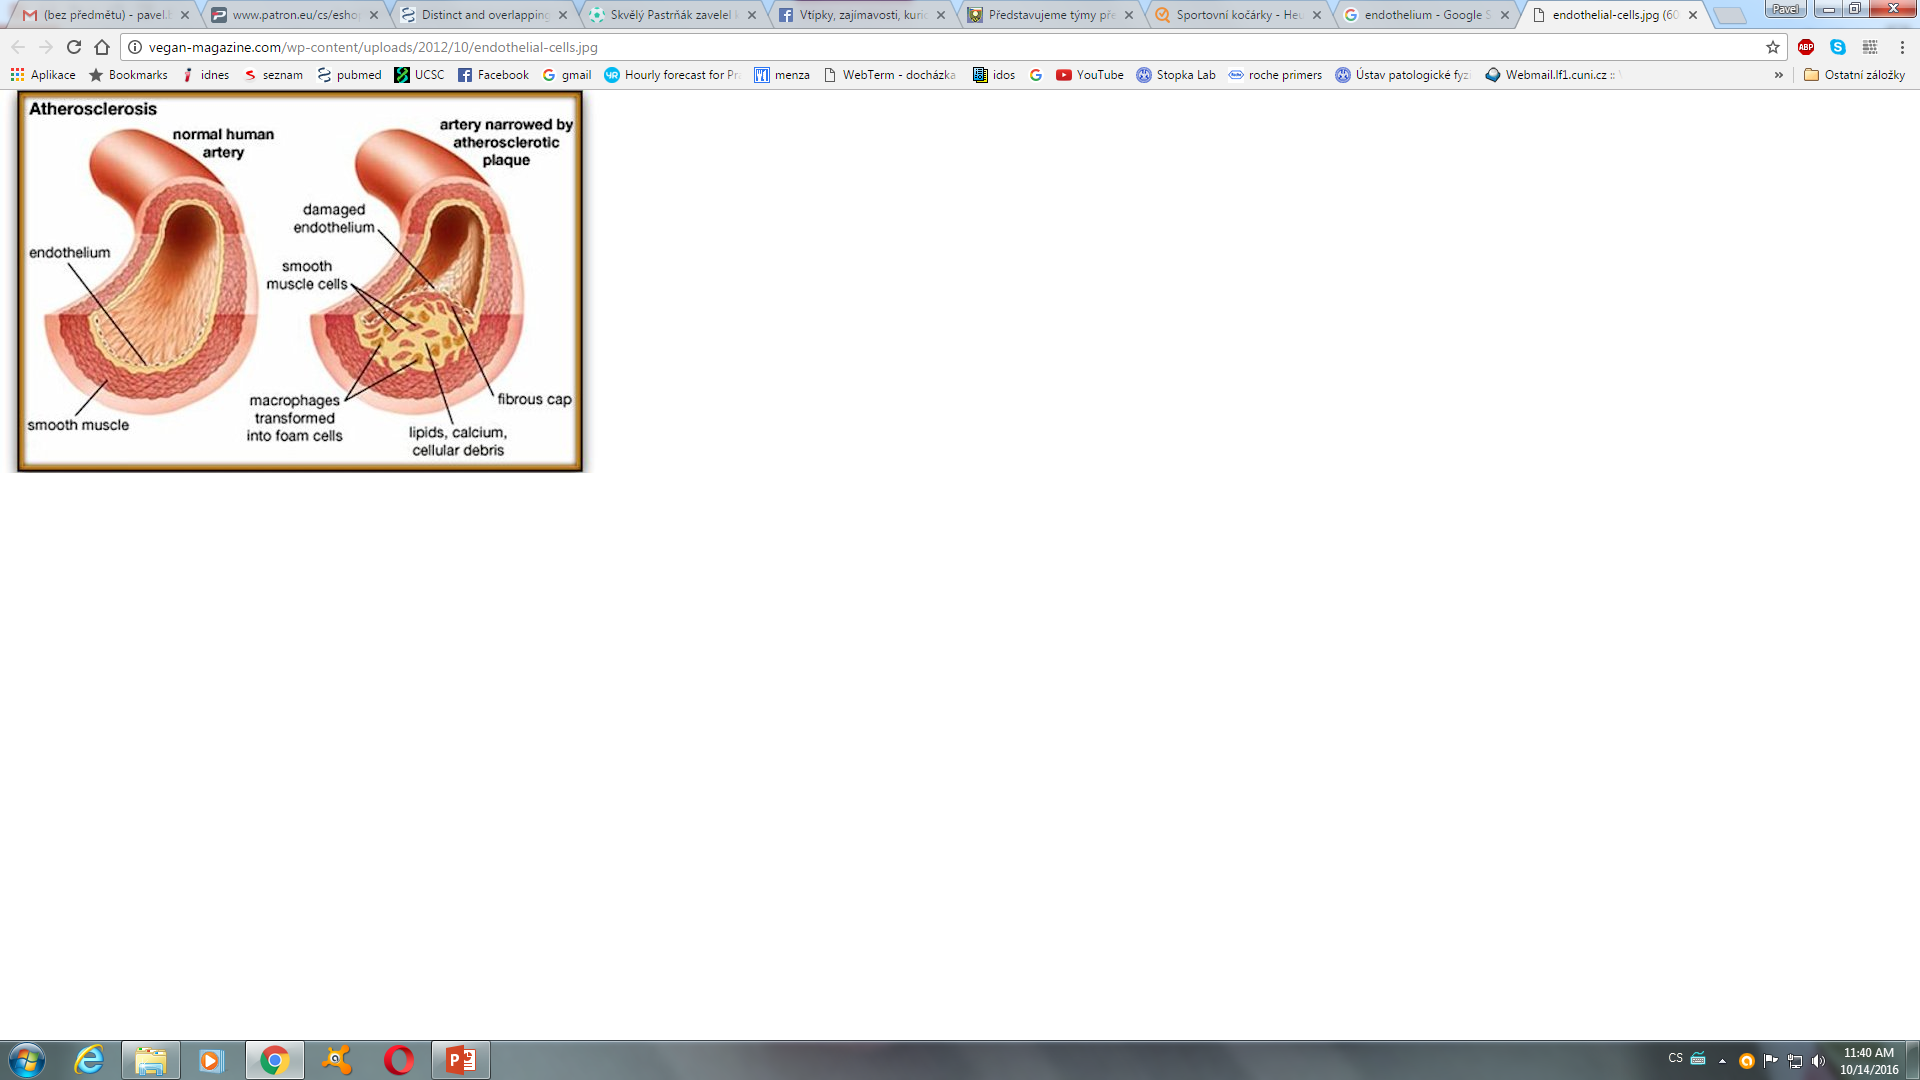 (bez předmětu) - pavel.
www.patron.eu/cs/esho
Distinct and overlapping
Skvělý Pastrňák zavelel
Vtípky, zajímavosti, kuri
Představujeme týmy pře
Sportovní kočárky - Heu
endothelium - Google S
endothelial-cells.jpg (60
Pavel
vegan-magazine.com/wp-content/uploads/2012/10/endothelial-cells.jpg
ABP
Aplikace
Bookmarks
idnes
seznam
pubmed
UCSC
Facebook
gmail
Hourly forecast for Pr
menza
WebTerm - docházka
idos
YouTube
Stopka Lab
roche primers
Ústav patologické fyz
Webmail.lf1.cuni.cz ::
»
Ostatní záložky
Atherosclerosis
normal human
artery
artery narrowed by
atherosclerotic
plaque
damaged
endothelium
endothelium
smooth
muscle cells
smooth muscle
macrophages
transformed
into foam cells
lipids, calcium,
cellular debris
fibrous cap
CS
11:40 AM
10/14/2016